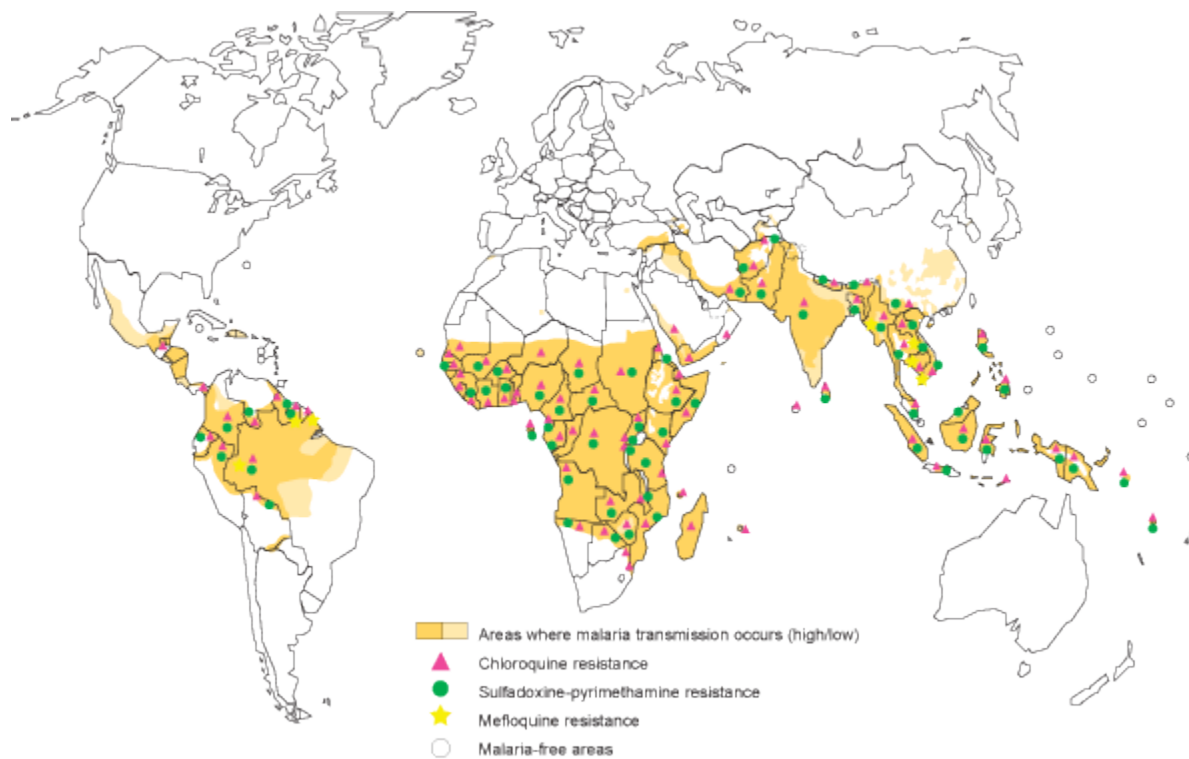 Areas where malaria transmission occurs (high/low)
Chloroquine resistance
Sulfadoxine-pyrimethamine resistance
Mefloquine resistance
Malaria-free areas